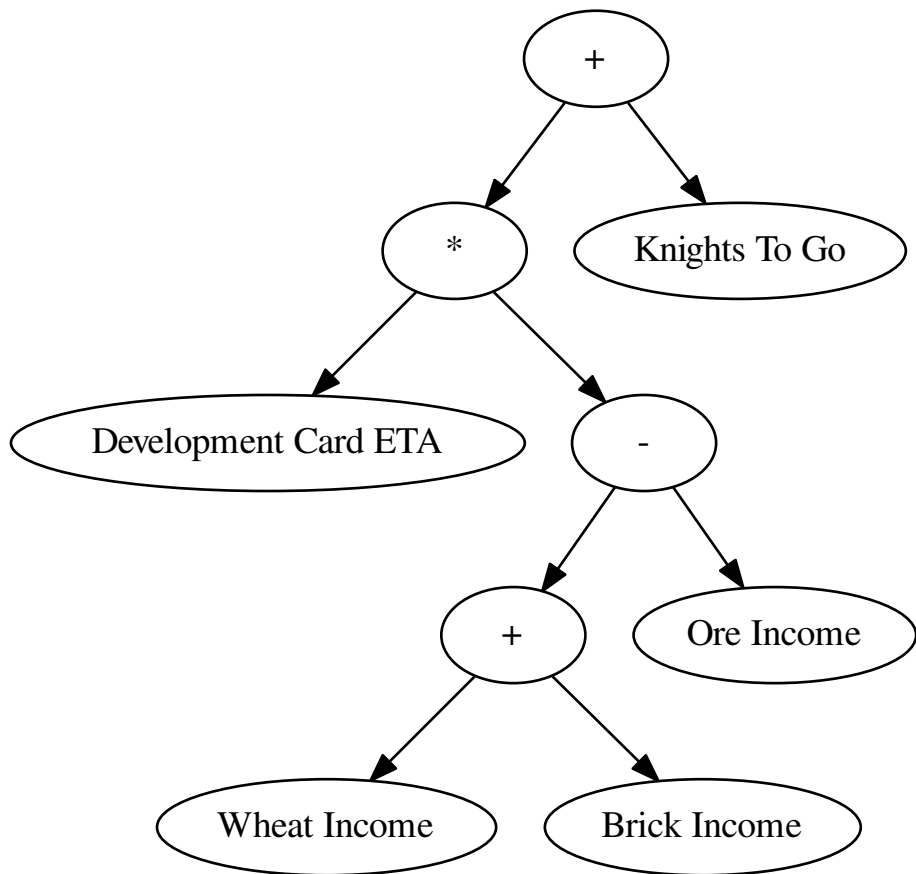 +
*
Knights To Go
Development Card ETA
-
+
Ore Income
Wheat Income
Brick Income